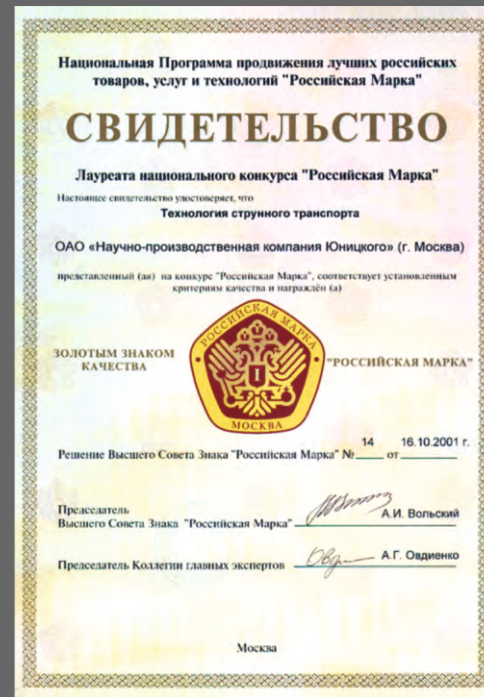 Национальная Программа продвижения лучших российских
товаров, услуг и технологий "Российская Марка"
СВИДЕТЕЛЬСТВО
Лауреата национального конкурса "Российская Марка"
Настоящее свидетельство удостоверяет, что
Технология струнного транспорта
ОАО «Научно-производственная компания Юницкого» (г. Москва)
представленный (ая) на конкурс "Российская Марка", соответствует установленным
критериям качества и награждён (а)
РОССИЙСКАЯ МАРКА
ЗОЛОТЫМ ЗНАКОМ
КАЧЕСТВА
"РОССИЙСКАЯ МАРКА"
МОСКВА
14 16.10.2001 г.
Решение Высшего Совета Знака "Российская Марка" № от
Председатель
Высшего Совета Знака "Российская Марка" А.И. Вольский
Председатель Коллегии главных экспертов А.Г. Овдиенко
Москва